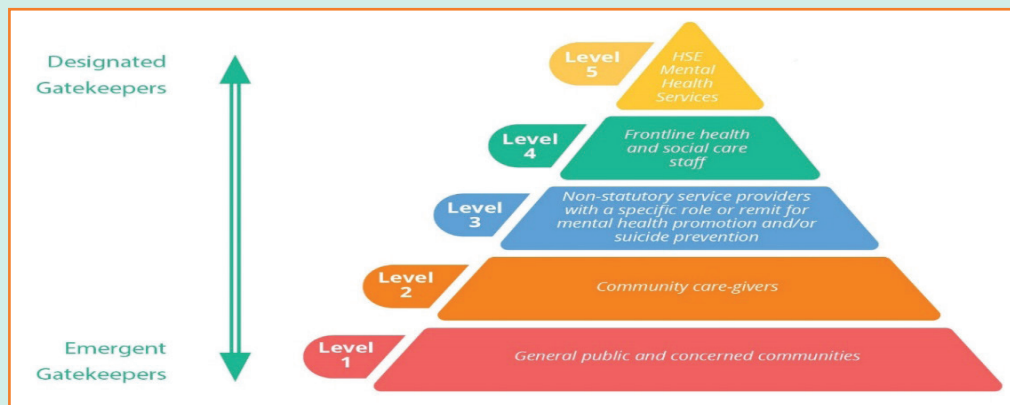 Designated
Gatekeepers
Level
5
HSE
Mental
Health
Services
Level
4
Frontline health
and social care
staff
Level
3
Non-statutory service providers
with a specific role or remit for
mental health promotion and/or
suicide prevention
Level
2
Community care-givers
Emergent
Gatekeepers
Level
1
General public and concerned communities